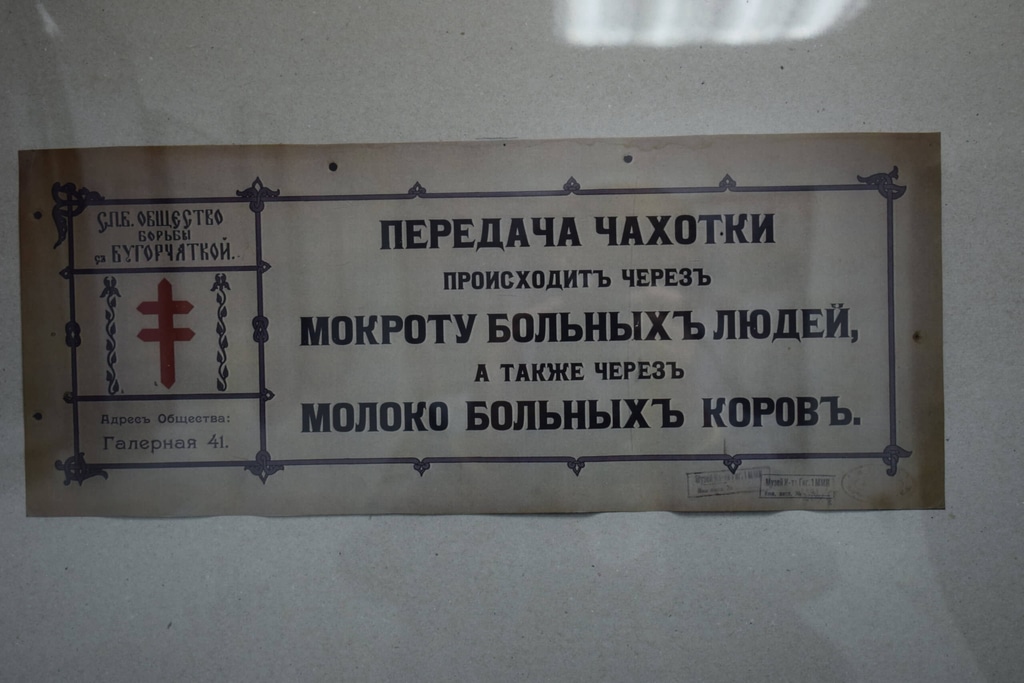 СПБ. ОБЩЕСТВО
БОРЬБЫ
съ БУГОРЧАТКОЙ.
Адресъ Общества:
Галерная 41.
ПЕРЕДАЧА ЧАХОТКИ
ПРОИСХОДИТЪ ЧЕРЕЗЪ
МОКРОТУ БОЛЬНЫХЪ ЛЮДЕЙ,
А ТАКЖЕ ЧЕРЕЗЪ
МОЛОКО БОЛЬНЫХЪ КОРОВЪ.